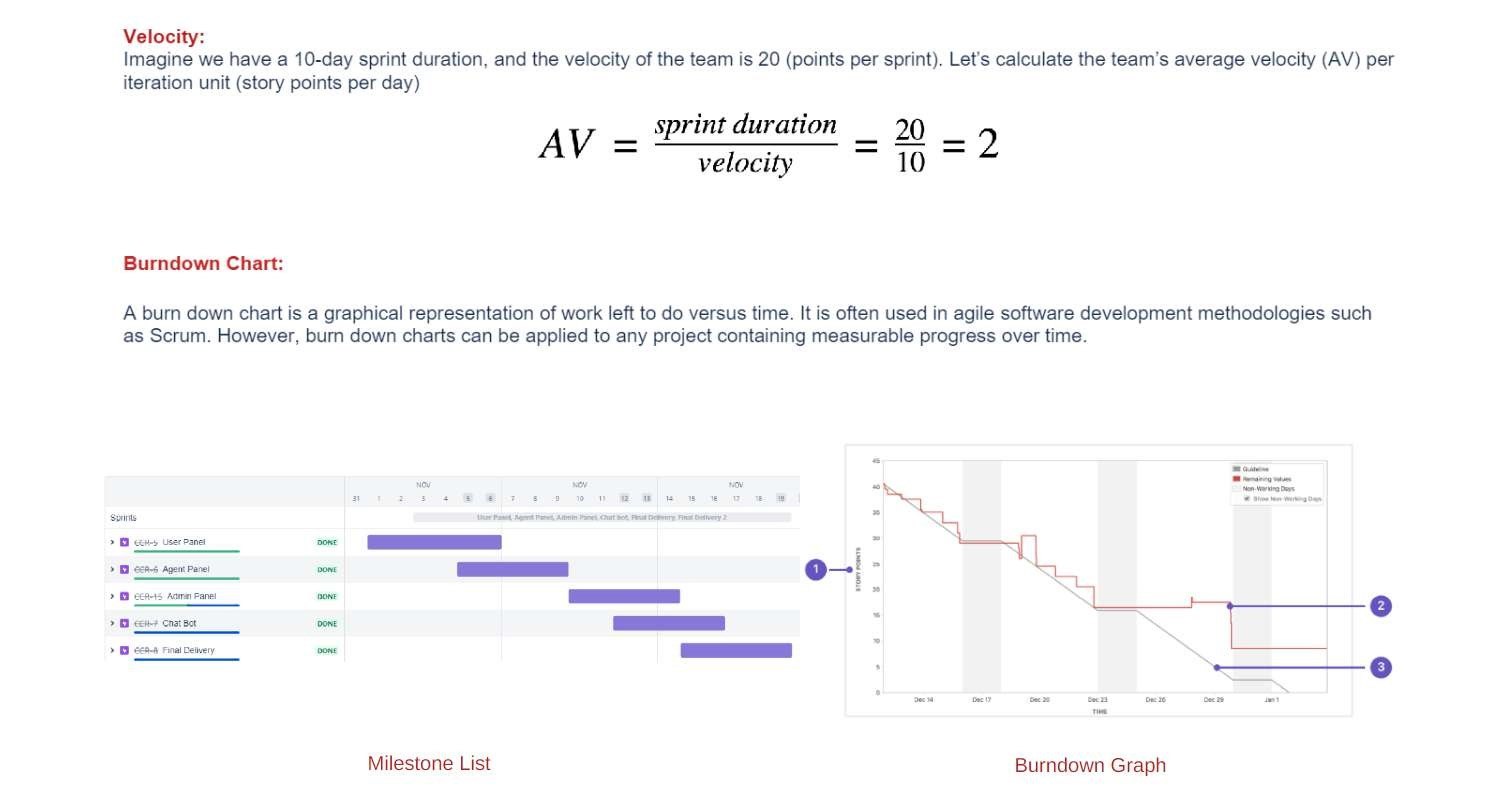 Velocity:
Imagine we have a 10-day sprint duration, and the velocity of the team is 20 (points per sprint). Let's calculate the team's average velocity (AV) per
iteration unit (story points per day)
AV = sprint duration / velocity = 20 / 10 = 2
Burndown Chart:
A burn down chart is a graphical representation of work left to do versus time. It is often used in agile software development methodologies such
as Scrum. However, burn down charts can be applied to any project containing measurable progress over time.
NOV NOV NOV
31 1 2 3 4 5 6 7 8 9 10 11 12 13 14 15 16 17 18 19
Sprints
User Panel, Agent Panel, Admin Panel, Chat bot, Final Delivery, Final Delivery 2
CCR-5 User Panel DONE
CCR-6 Agent Panel DONE
CCR-15 Admin Panel DONE
CCR-7 Chat Bot DONE
CCR-8 Final Delivery DONE
45
40
35
30
25
20
15
10
5
0
STORY POINTS
Guideline
Remaining Values
Non-Working Days
Show Non-Working Days
1
2
3
Dec 14 Dec 17 Dec 20 Dec 23 Dec 26 Dec 29 Jan 1
TIME
Milestone List
Burndown Graph